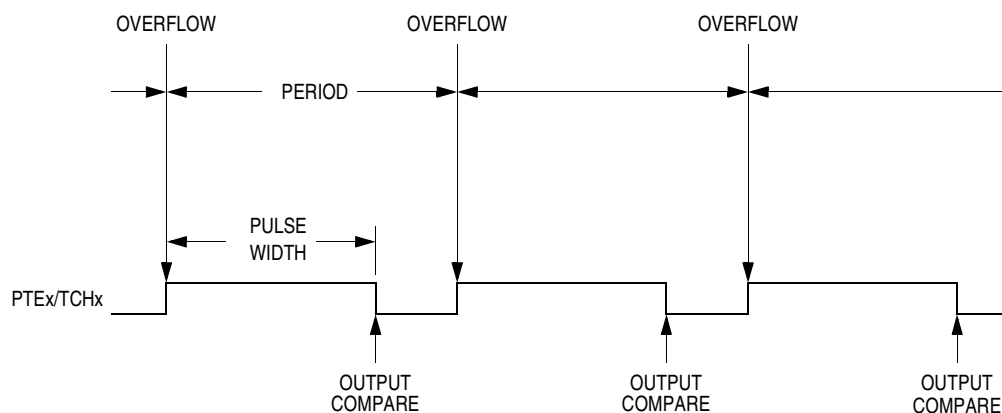 OVERFLOW
OVERFLOW
OVERFLOW
PERIOD
PULSE
WIDTH
PTEx/TCHx
OUTPUT
COMPARE
OUTPUT
COMPARE
OUTPUT
COMPARE